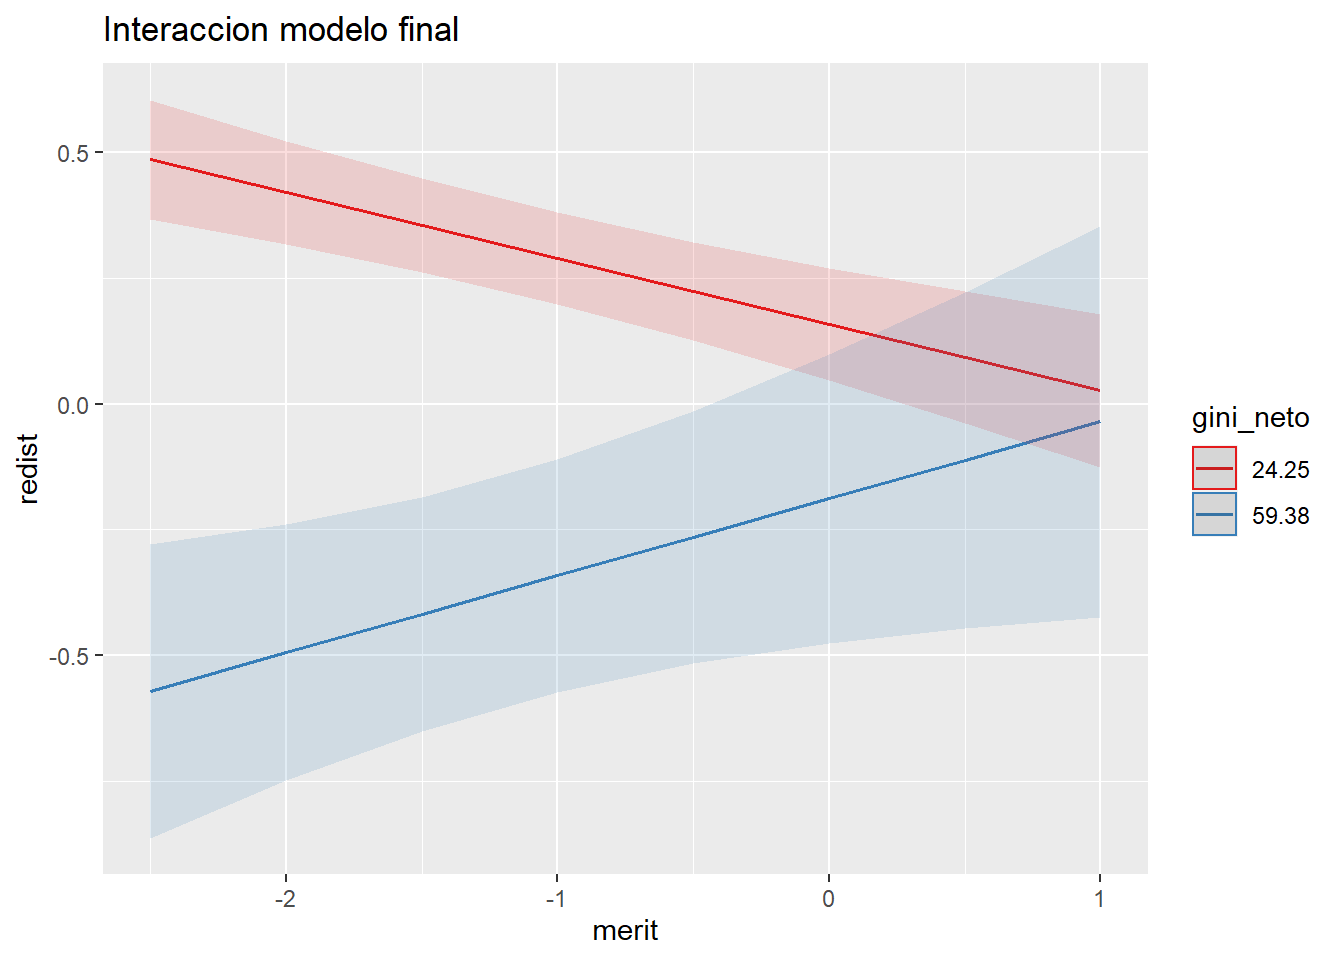 Interaccion modelo final
redist
0.5
0.0
-0.5
-2
-1
0
1
merit
gini_neto
24.25
59.38